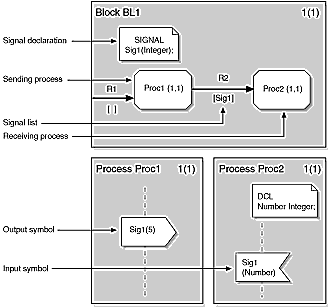 Block BL1 1(1)
Signal declaration
SIGNAL
Sig1(Integer);
Sending process
R1
Proc1 (1,1)
R2
Proc2 (1,1)
[ ]
[Sig1]
Signal list
Receiving process
Process Proc1 1(1)
Process Proc2 1(1)
DCL
Number Integer;
Output symbol
Sig1(5)
Input symbol
Sig1
(Number)